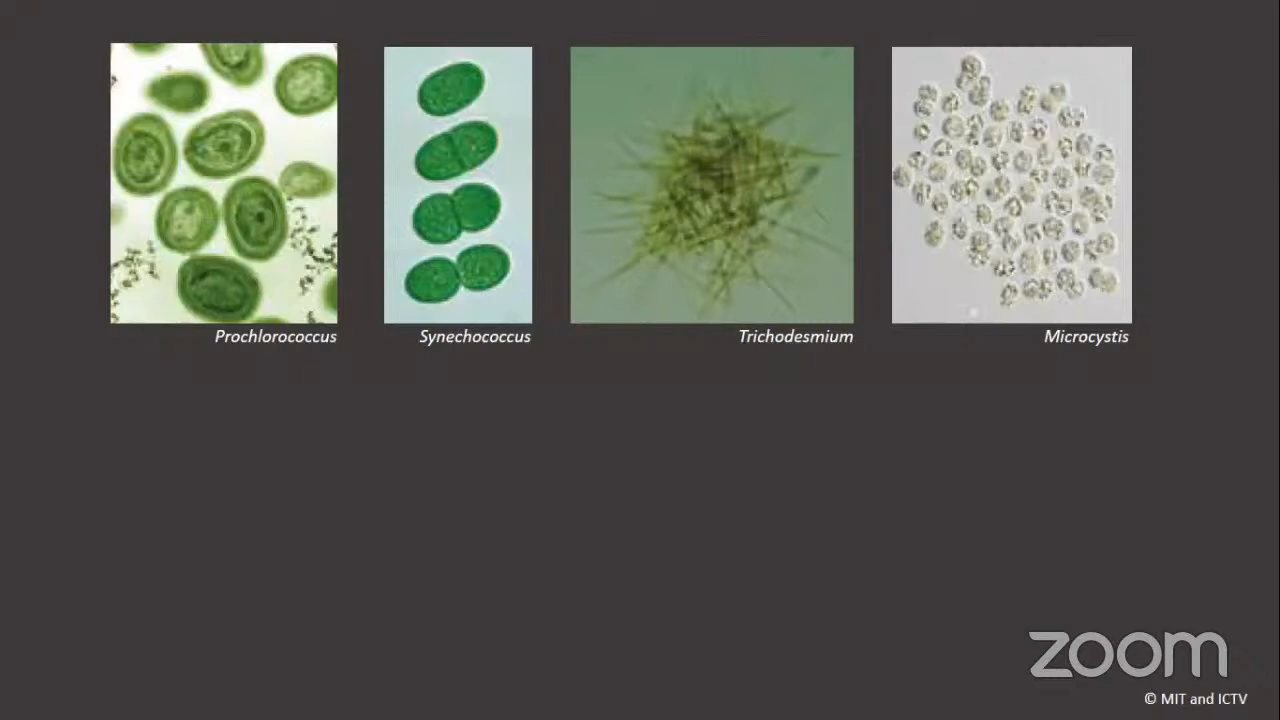 Prochlorococcus
Synechococcus
Trichodesmium
Microcystis
zoom
© MIT and ICTV